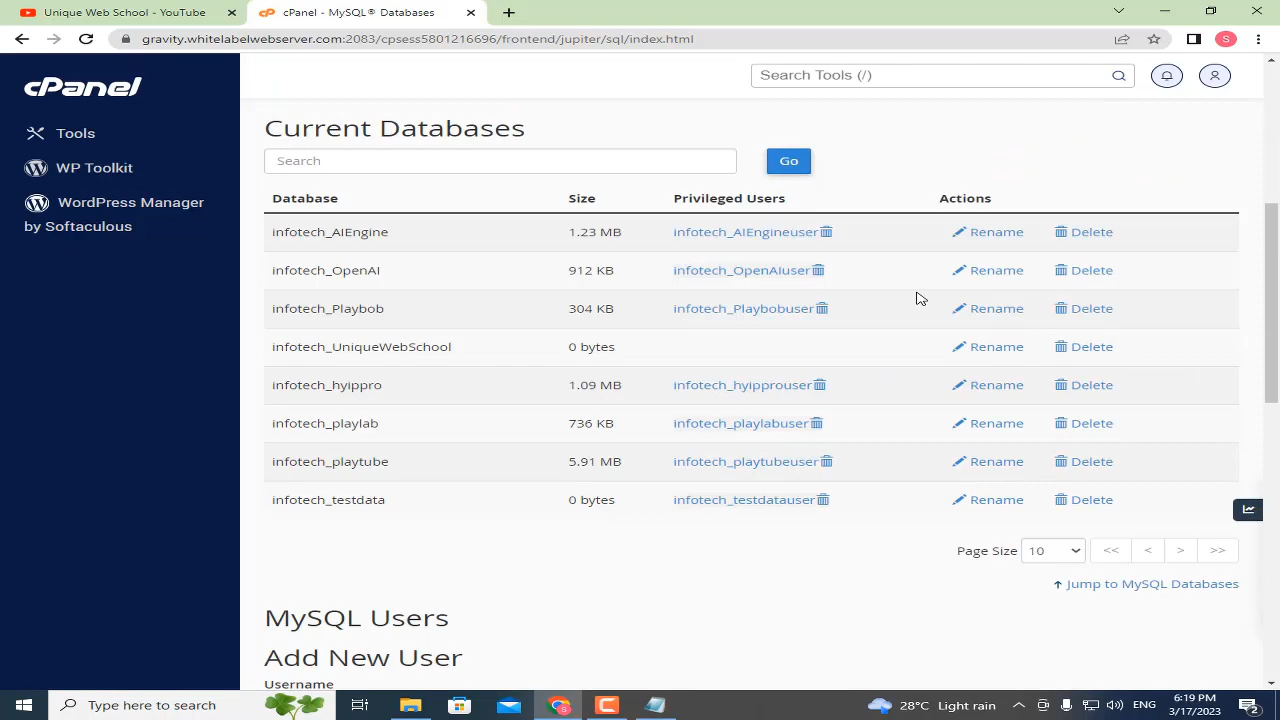 Unique Web School - YouTube
cPanel - MySQL® Databases
gravity.whitelabelwebserver.com:2083/cpsess5801216696/frontend/jupiter/sql/index.html
S
cPanel
Search Tools (/)
Tools
WP Toolkit
WordPress Manager
by Softaculous
Current Databases
Search
Go
Database Size Privileged Users Actions
infotech_AIEngine 1.23 MB infotech_AIEngineuser Rename Delete
infotech_OpenAI 912 KB infotech_OpenAIuser Rename Delete
infotech_Playbob 304 KB infotech_Playbobuser Rename Delete
infotech_UniqueWebSchool 0 bytes Rename Delete
infotech_hyippro 1.09 MB infotech_hyipprouser Rename Delete
infotech_playlab 736 KB infotech_playlabuser Rename Delete
infotech_playtube 5.91 MB infotech_playtubeuser Rename Delete
infotech_testdata 0 bytes infotech_testdatauser Rename Delete
Page Size 10 << < > >>
Jump to MySQL Databases
MySQL Users
Add New User
Username
Type here to search
28°C Light rain
ENG
6:19 PM
3/17/2023
2